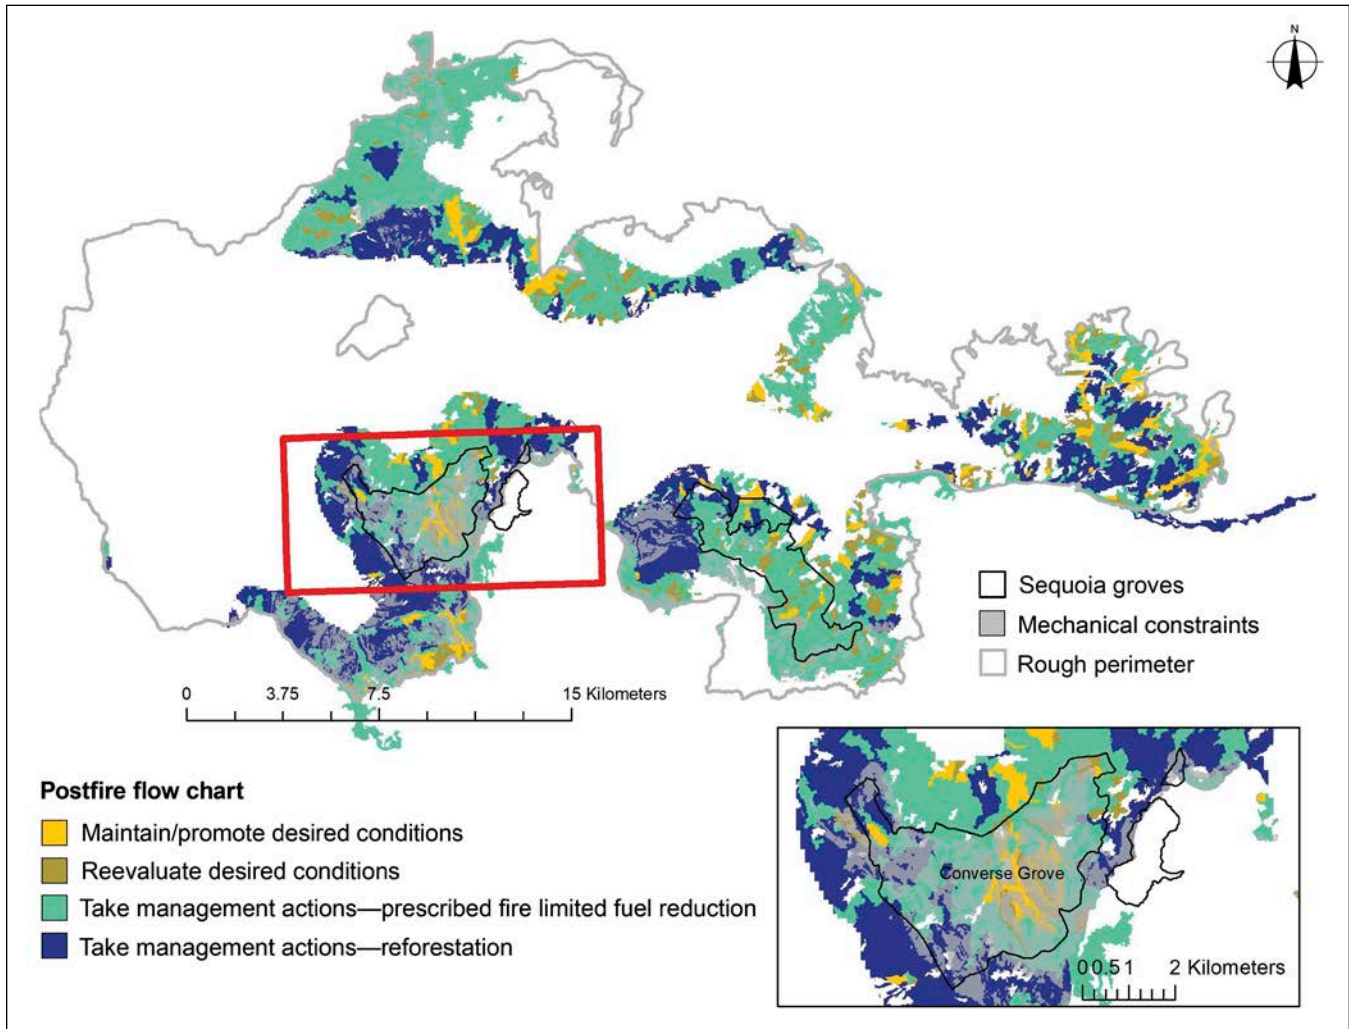 N
Sequoia groves
Mechanical constraints
Rough perimeter
0 3.75 7.5 15 Kilometers
Postfire flow chart
Maintain/promote desired conditions
Reevaluate desired conditions
Take management actions—prescribed fire limited fuel reduction
Take management actions—reforestation
Converse Grove
0 0.5 1 2 Kilometers